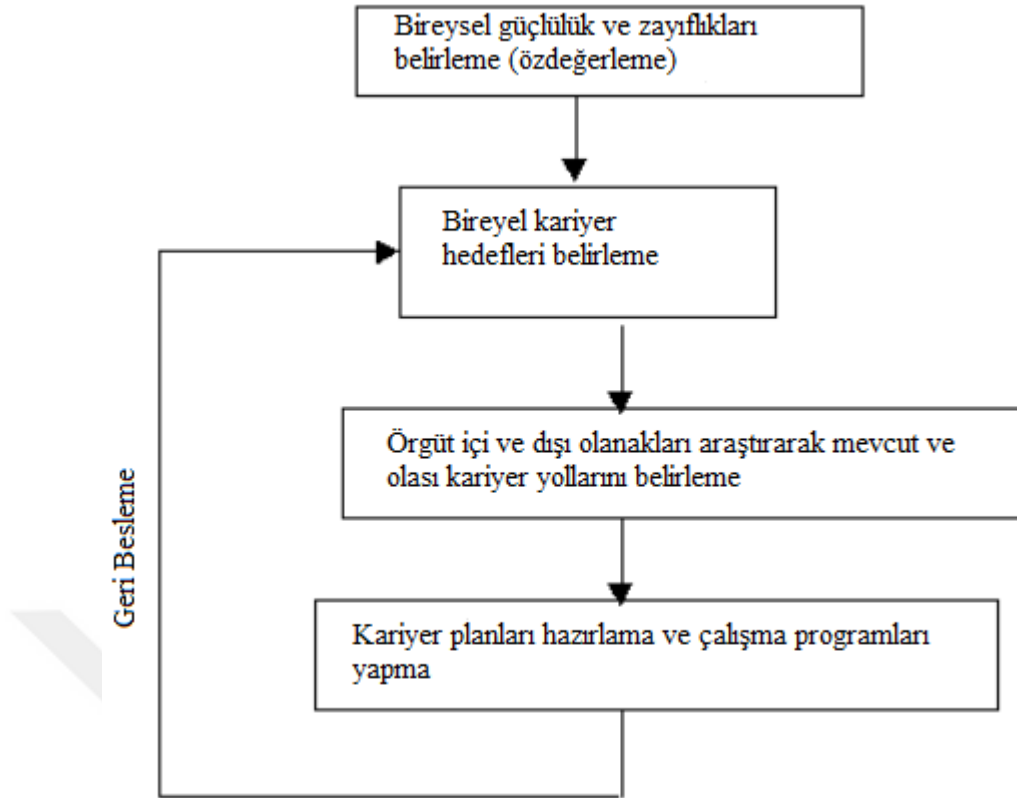 Bireysel güçlülük ve zayıflıkları
belirleme (özdeğerleme)
Bireyel kariyer
hedefleri belirleme
Örgüt içi ve dışı olanakları araştırarak mevcut ve
olası kariyer yollarını belirleme
Kariyer planları hazırlama ve çalışma programları
yapma
Geri Besleme